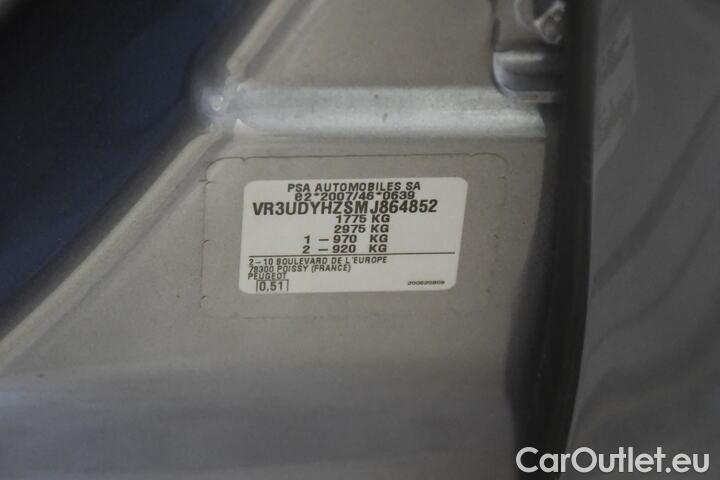 PSA AUTOMOBILES SA
e2*2007/46*0639
VR3UDYHZSMJ864852
1775 KG
2975 KG
1 - 970 KG
2 - 920 KG
2-10 BOULEVARD DE L'EUROPE
78300 POISSY (FRANCE)
PEUGEOT
0,51
CarOutlet.eu